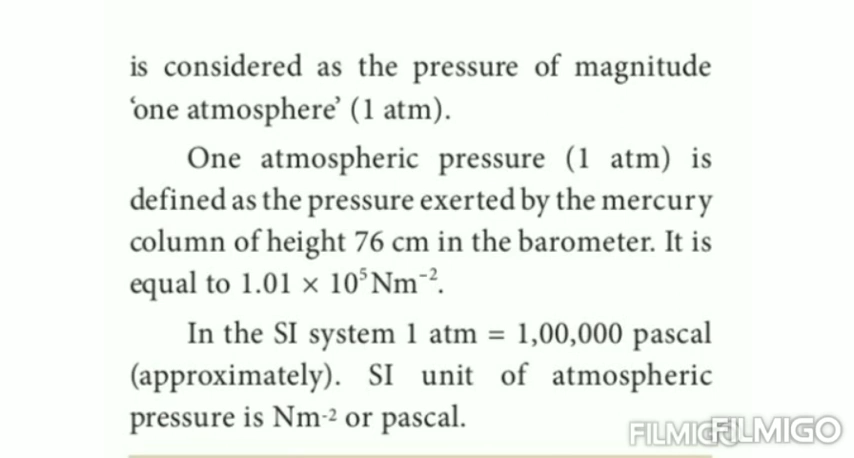 is considered as the pressure of magnitude
‘one atmosphere’ (1 atm).
One atmospheric pressure (1 atm) is
defined as the pressure exerted by the mercury
column of height 76 cm in the barometer. It is
equal to 1.01 × 10⁵ Nm⁻².
In the SI system 1 atm = 1,00,000 pascal
(approximately). SI unit of atmospheric
pressure is Nm-2 or pascal.
FILMIGO